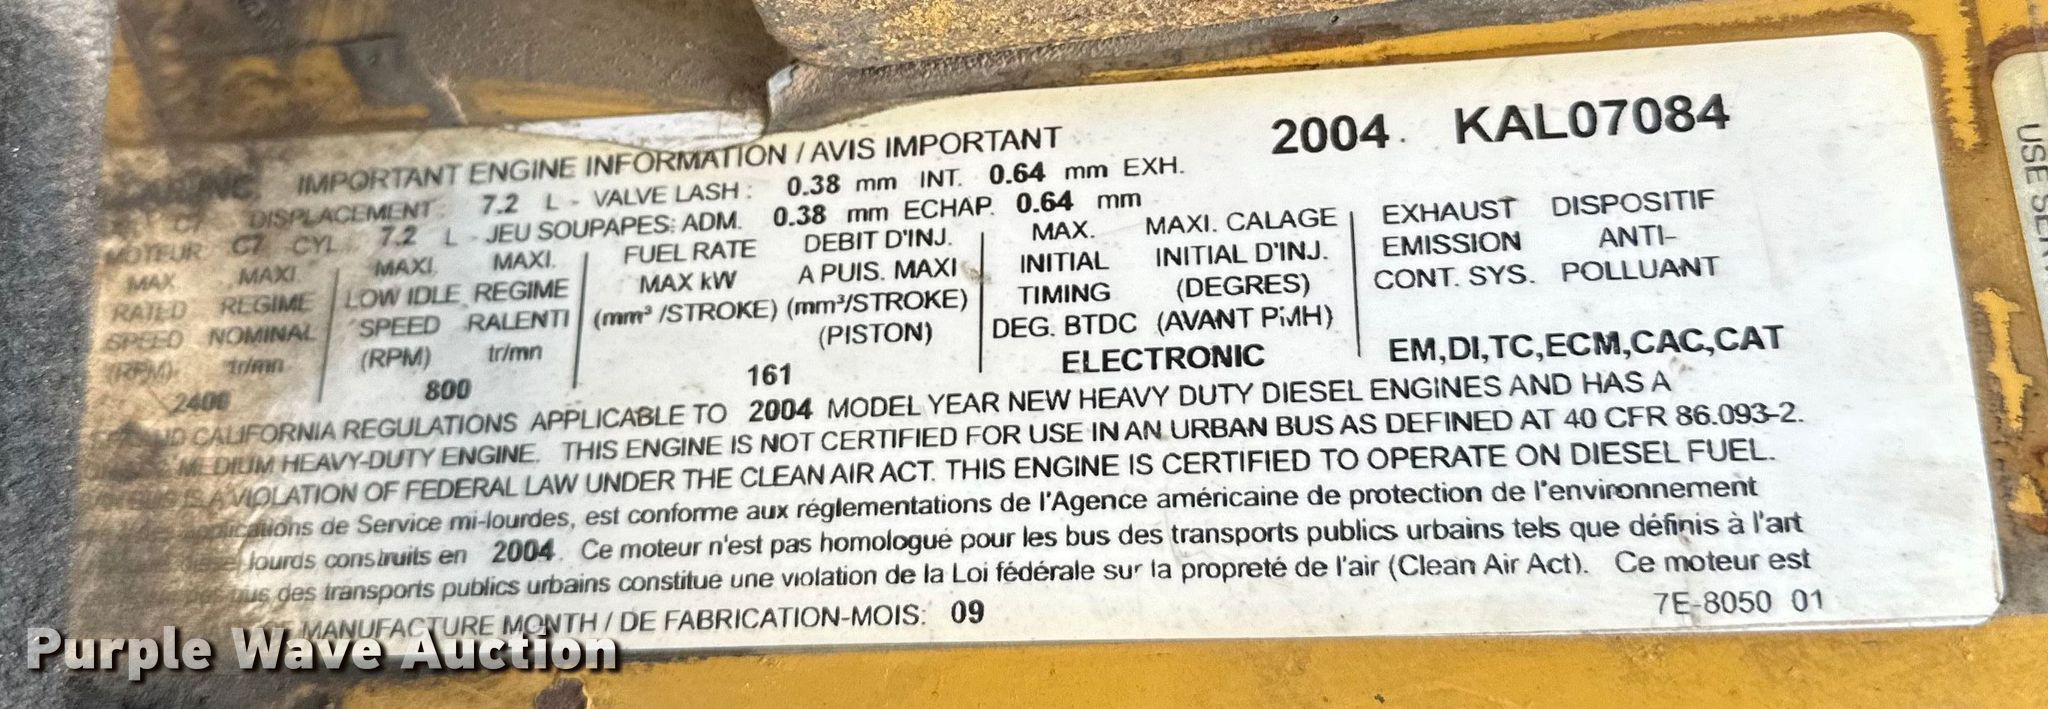 2004. KAL07084
IMPORTANT ENGINE INFORMATION / AVIS IMPORTANT
C7 DISPLACEMENT: 7.2 L - VALVE LASH: 0.38 mm INT. 0.64 mm EXH.
MOTEUR C7 CYL 7.2 L - JEU SOUPAPES: ADM. 0.38 mm ECHAP. 0.64 mm
MAX. RATED SPEED (RPM)
MAXI REGIME NOMINAL tr/mn
2400
MAXI. LOW IDLE SPEED (RPM)
MAXI. REGIME RALENTI tr/mn
800
FUEL RATE MAX kW (mm³ /STROKE)
DEBIT D'INJ. A PUIS. MAXI (mm³/STROKE) (PISTON)
161
MAX. INITIAL TIMING DEG. BTDC
MAXI. CALAGE INITIAL D'INJ. (DEGRES) (AVANT PMH)
ELECTRONIC
EXHAUST EMISSION CONT. SYS.
DISPOSITIF ANTI- POLLUANT
EM,DI,TC,ECM,CAC,CAT
AND CALIFORNIA REGULATIONS APPLICABLE TO 2004 MODEL YEAR NEW HEAVY DUTY DIESEL ENGINES AND HAS A
MEDIUM HEAVY-DUTY ENGINE. THIS ENGINE IS NOT CERTIFIED FOR USE IN AN URBAN BUS AS DEFINED AT 40 CFR 86.093-2.
IS A VIOLATION OF FEDERAL LAW UNDER THE CLEAN AIR ACT. THIS ENGINE IS CERTIFIED TO OPERATE ON DIESEL FUEL.
applications de Service mi-lourdes, est conforme aux réglementations de l'Agence américaine de protection de l'environnement
lourds construits en 2004. Ce moteur n'est pas homologué pour les bus des transports publics urbains tels que définis à l'art
bus des transports publics urbains constitue une violation de la Loi fédérale sur la propreté de l'air (Clean Air Act). Ce moteur est
MANUFACTURE MONTH / DE FABRICATION-MOIS: 09
7E-8050 01
USE SER
Purple Wave Auction